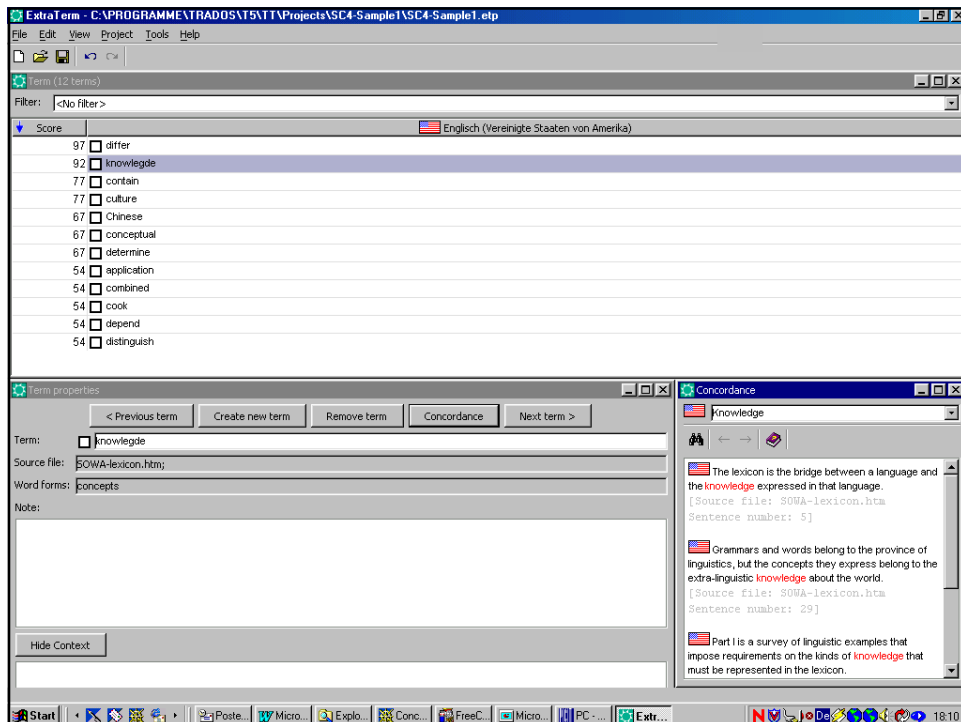 ExtraTerm - C:\PROGRAMME\TRADOS\T5\TT\Projects\SC4-Sample1\SC4-Sample1.etp
File Edit View Project Tools Help
Term (12 terms)
Filter: <No filter>
Score Englisch (Vereinigte Staaten von Amerika)
97 differ
92 knowlegde
77 contain
77 culture
67 Chinese
67 conceptual
67 determine
54 application
54 combined
54 cook
54 depend
54 distinguish
Term properties
< Previous term Create new term Remove term Concordance Next term >
Term: knowlegde
Source file: SOWA-lexicon.htm;
Word forms: concepts
Note:
Hide Context
Concordance
Knowledge
The lexicon is the bridge between a language and
the knowledge expressed in that language.
[Source file: SOWA-lexicon.htm
Sentence number: 5]
Grammars and words belong to the province of
linguistics, but the concepts they express belong to the
extra-linguistic knowledge about the world.
[Source file: SOWA-lexicon.htm
Sentence number: 29]
Part I is a survey of linguistic examples that
impose requirements on the kinds of knowledge that
must be represented in the lexicon.
Start Poste... Micro... Explo... Conc... FreeC... Micro... PC - ... Extr... De 18:10